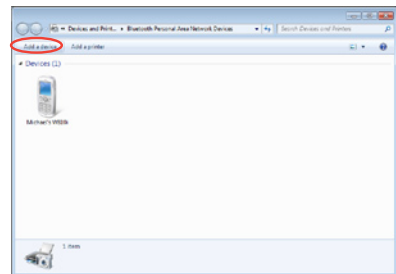 Devices and Print... Bluetooth Personal Area Network Devices Search Devices and Printers
Add a device Add a printer
Devices (1)
Michael's W810i
1 item